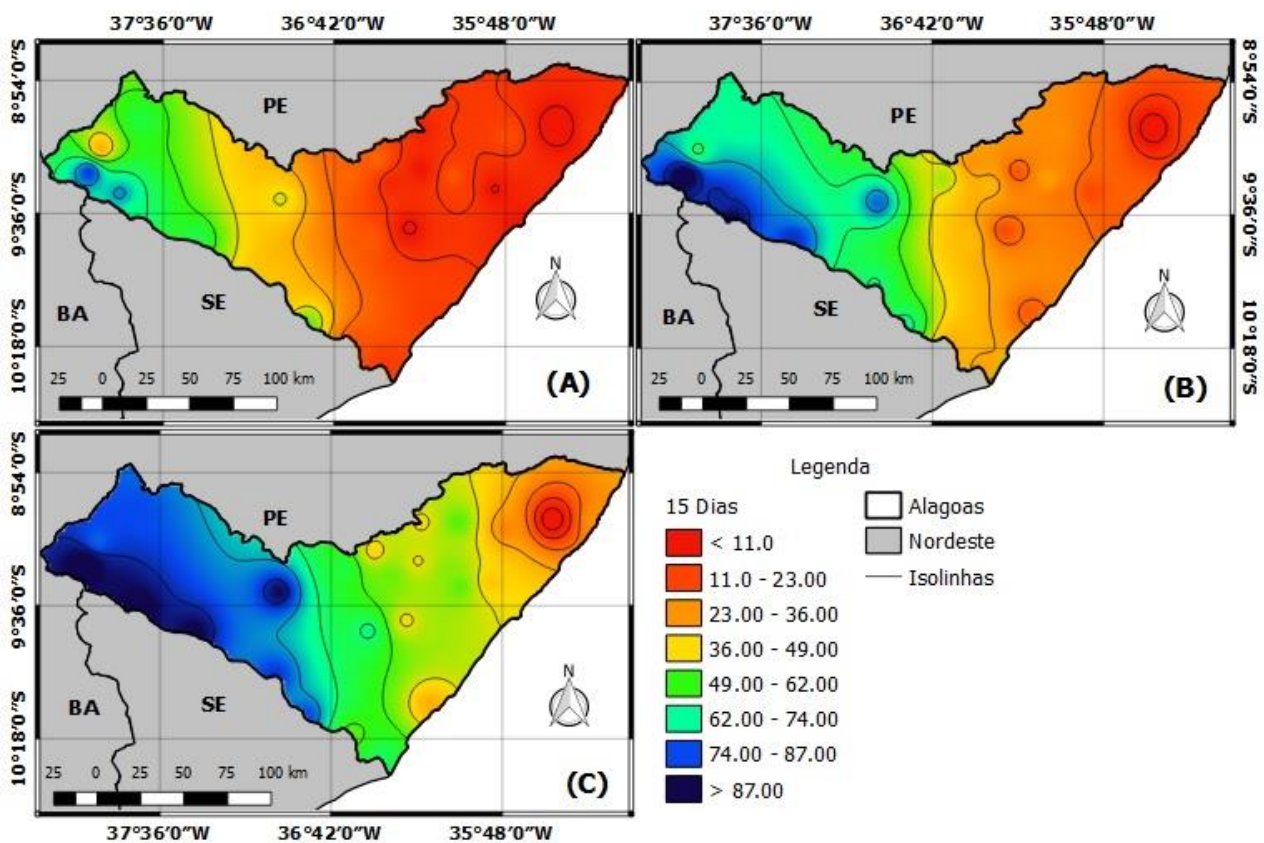 37°36′0″W 36°42′0″W 35°48′0″W 37°36′0″W 36°42′0″W 35°48′0″W
8°54′0″S
9°36′0″S
10°18′0″S
PE
BA
SE
N
25 0 25 50 75 100 km
(A)
PE
BA
SE
N
25 0 25 50 75 100 km
(B)
8°54′0″S
9°36′0″S
10°18′0″S
8°54′0″S
9°36′0″S
10°18′0″S
PE
BA
SE
N
25 0 25 50 75 100 km
(C)
37°36′0″W 36°42′0″W 35°48′0″W
Legenda
15 Dias
< 11.0
11.0 - 23.00
23.00 - 36.00
36.00 - 49.00
49.00 - 62.00
62.00 - 74.00
74.00 - 87.00
> 87.00
Alagoas
Nordeste
Isolinhas